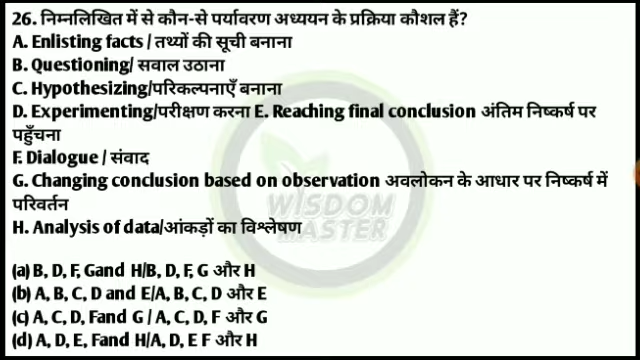 26. निम्नलिखित में से कौन-से पर्यावरण अध्ययन के प्रक्रिया कौशल हैं?
A. Enlisting facts / तथ्यों की सूची बनाना
B. Questioning/ सवाल उठाना
C. Hypothesizing/परिकल्पनाएँ बनाना
D. Experimenting/परीक्षण करना E. Reaching final conclusion अंतिम निष्कर्ष पर
पहुँचना
F. Dialogue / संवाद
G. Changing conclusion based on observation अवलोकन के आधार पर निष्कर्ष में
परिवर्तन
H. Analysis of data/आंकड़ों का विश्लेषण
WISDOM
MASTER
(a) B, D, F, Gand H/B, D, F, G और H
(b) A, B, C, D and E/A, B, C, D और E
(c) A, C, D, Fand G / A, C, D, F और G
(d) A, D, E, Fand H/A, D, E F और H